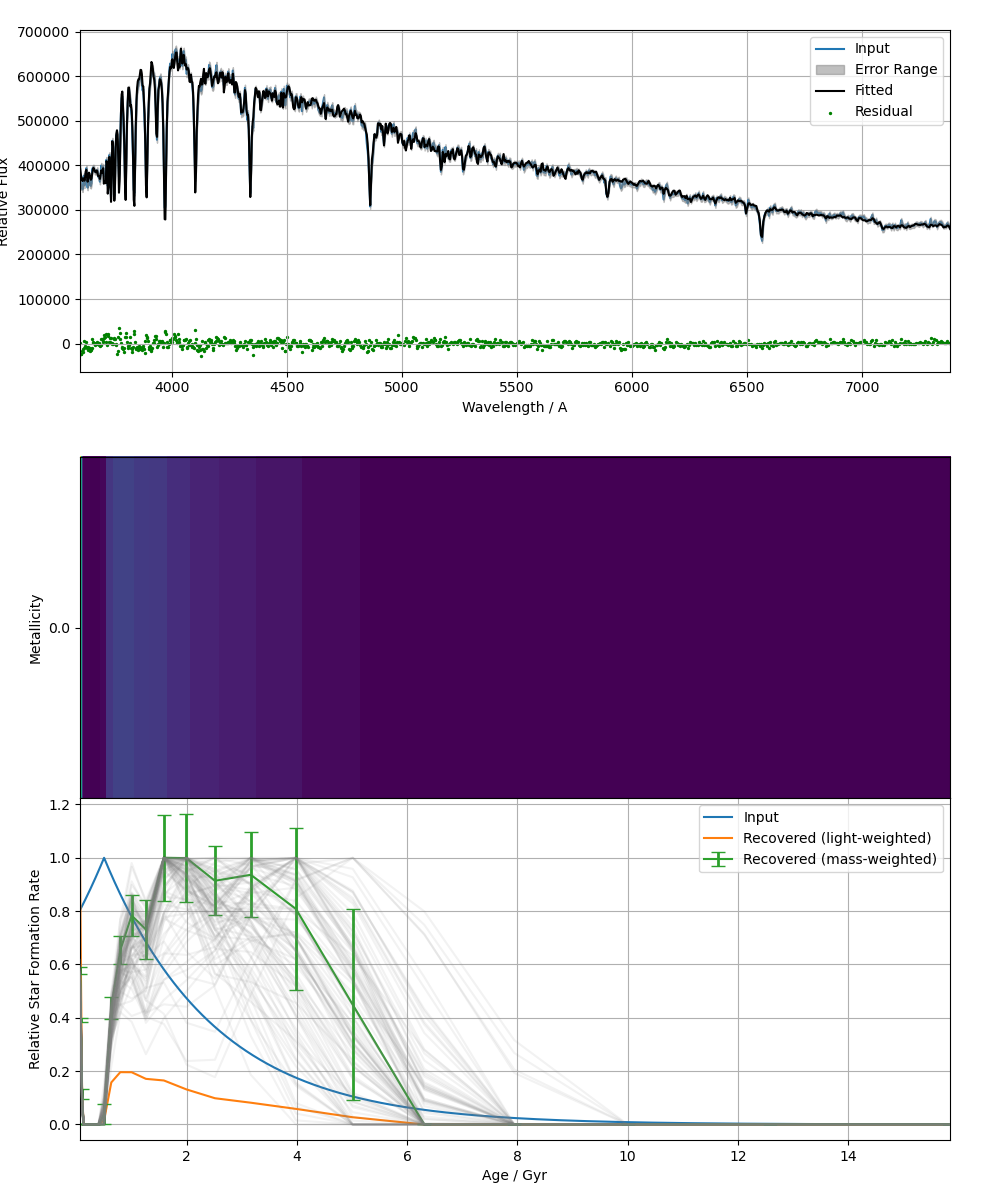 700000
600000
500000
400000
300000
200000
100000
0
Relative Flux
Input
Error Range
Fitted
Residual
4000 4500 5000 5500 6000 6500 7000
Wavelength / A
Metallicity
0.0
1.2
1.0
0.8
0.6
0.4
0.2
0.0
Relative Star Formation Rate
Input
Recovered (light-weighted)
Recovered (mass-weighted)
2 4 6 8 10 12 14
Age / Gyr